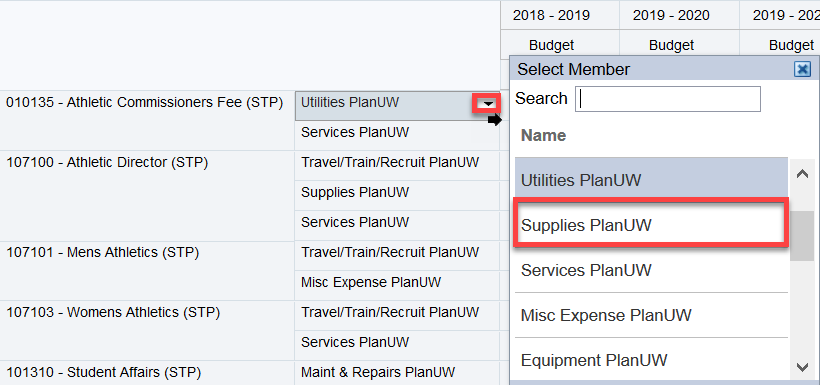 2018 - 2019 2019 - 2020 2019 - 202
Budget Budget Budget
010135 - Athletic Commissioners Fee (STP) Utilities PlanUW
Services PlanUW
107100 - Athletic Director (STP) Travel/Train/Recruit PlanUW
Supplies PlanUW
Services PlanUW
107101 - Mens Athletics (STP) Travel/Train/Recruit PlanUW
Misc Expense PlanUW
107103 - Womens Athletics (STP) Travel/Train/Recruit PlanUW
Services PlanUW
101310 - Student Affairs (STP) Maint & Repairs PlanUW
Select Member
Search
Name
Utilities PlanUW
Supplies PlanUW
Services PlanUW
Misc Expense PlanUW
Equipment PlanUW